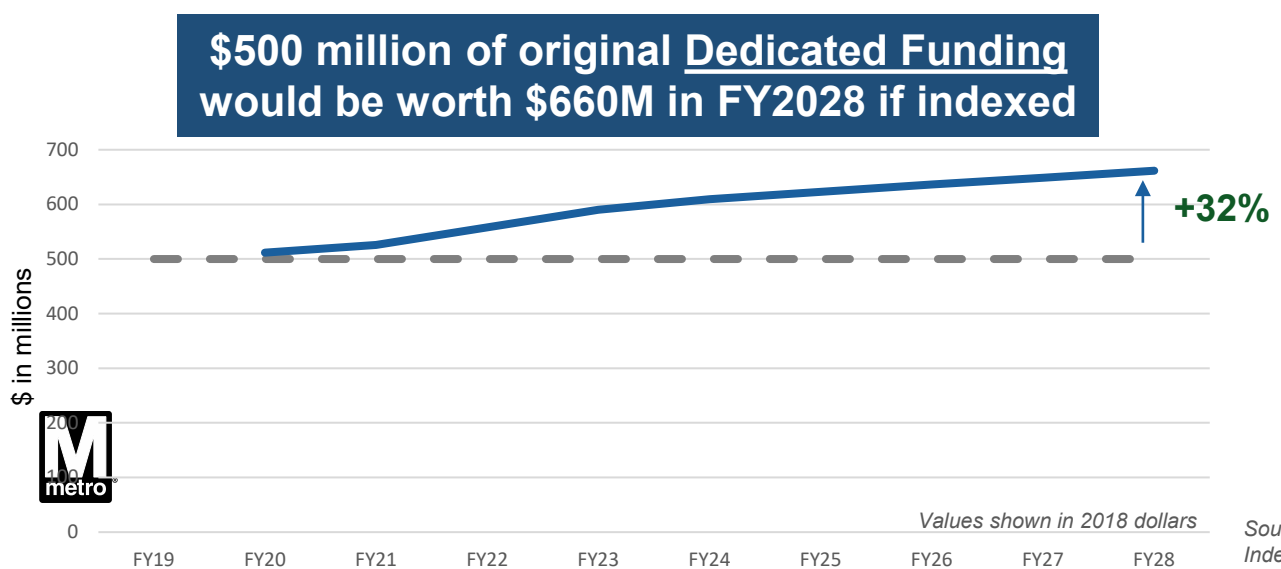 $500 million of original Dedicated Funding
would be worth $660M in FY2028 if indexed
$ in millions
700
600
500
400
300
200
100
0
+32%
M
metro®
Values shown in 2018 dollars
FY19 FY20 FY21 FY22 FY23 FY24 FY25 FY26 FY27 FY28
Sou
Inde